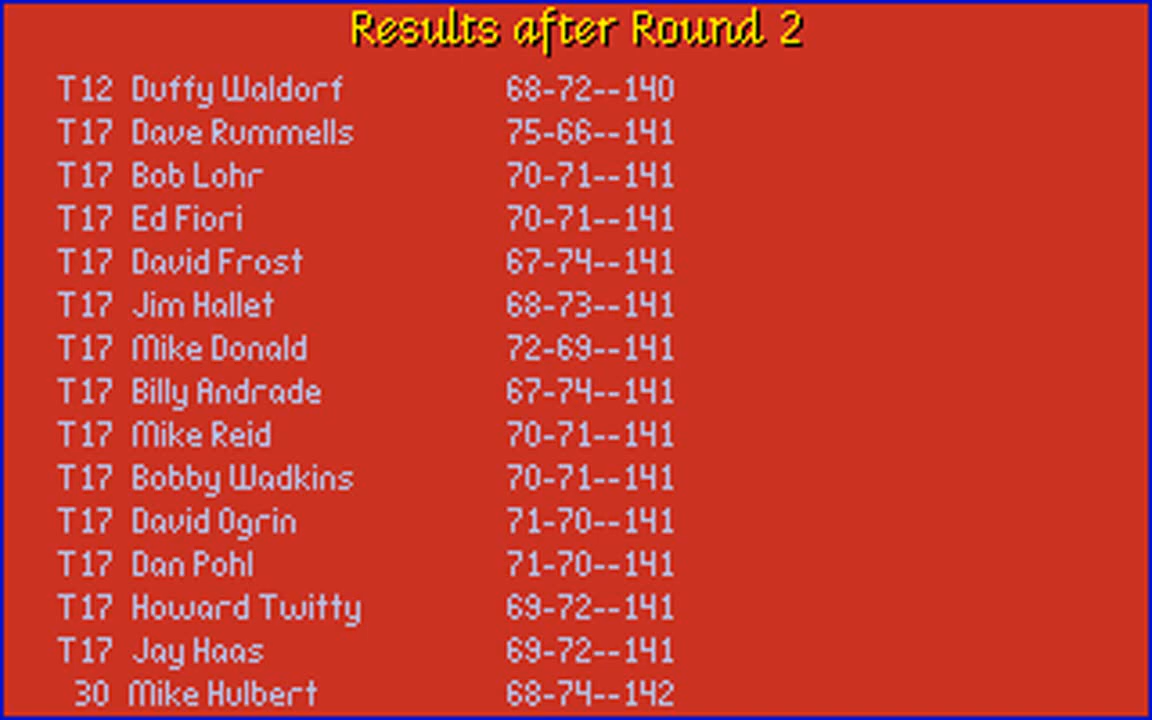 Results after Round 2
T12 Duffy Waldorf 68-72--140
T17 Dave Rummells 75-66--141
T17 Bob Lohr 70-71--141
T17 Ed Fiori 70-71--141
T17 David Frost 67-74--141
T17 Jim Hallet 68-73--141
T17 Mike Donald 72-69--141
T17 Billy Andrade 67-74--141
T17 Mike Reid 70-71--141
T17 Bobby Wadkins 70-71--141
T17 David Ogrin 71-70--141
T17 Dan Pohl 71-70--141
T17 Howard Twitty 69-72--141
T17 Jay Haas 69-72--141
30 Mike Hulbert 68-74--142